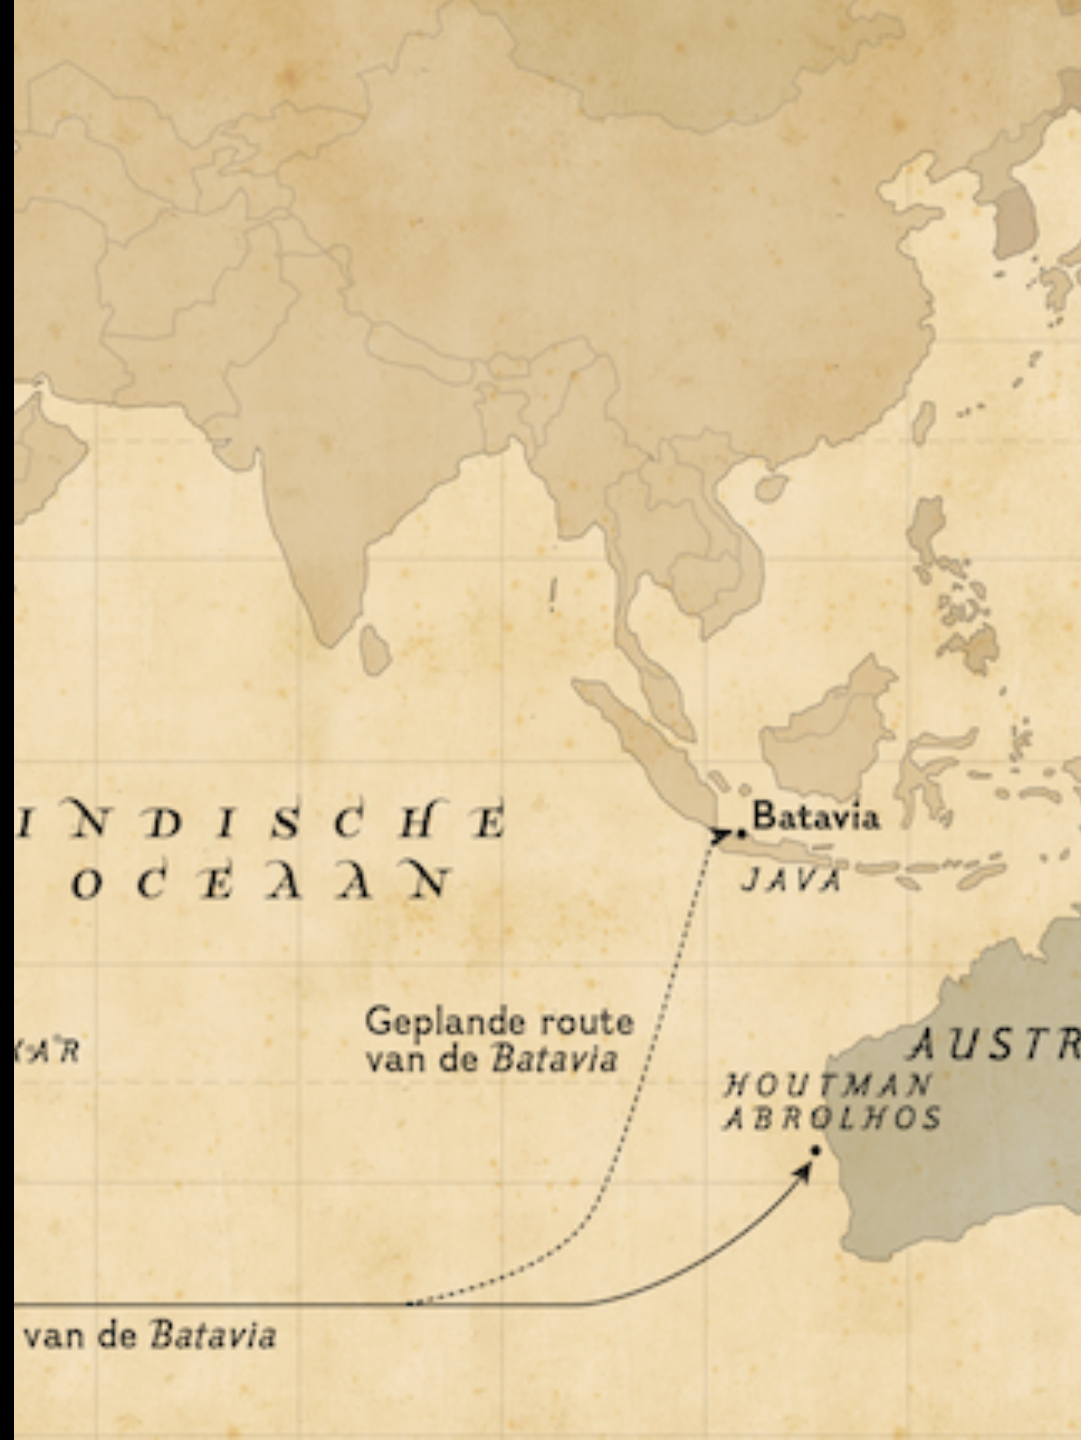 INDISCHE
OCEAAN
Batavia
JAVA
Geplande route
van de Batavia
AUSTR
HOUTMAN
ABROLHOS
van de Batavia